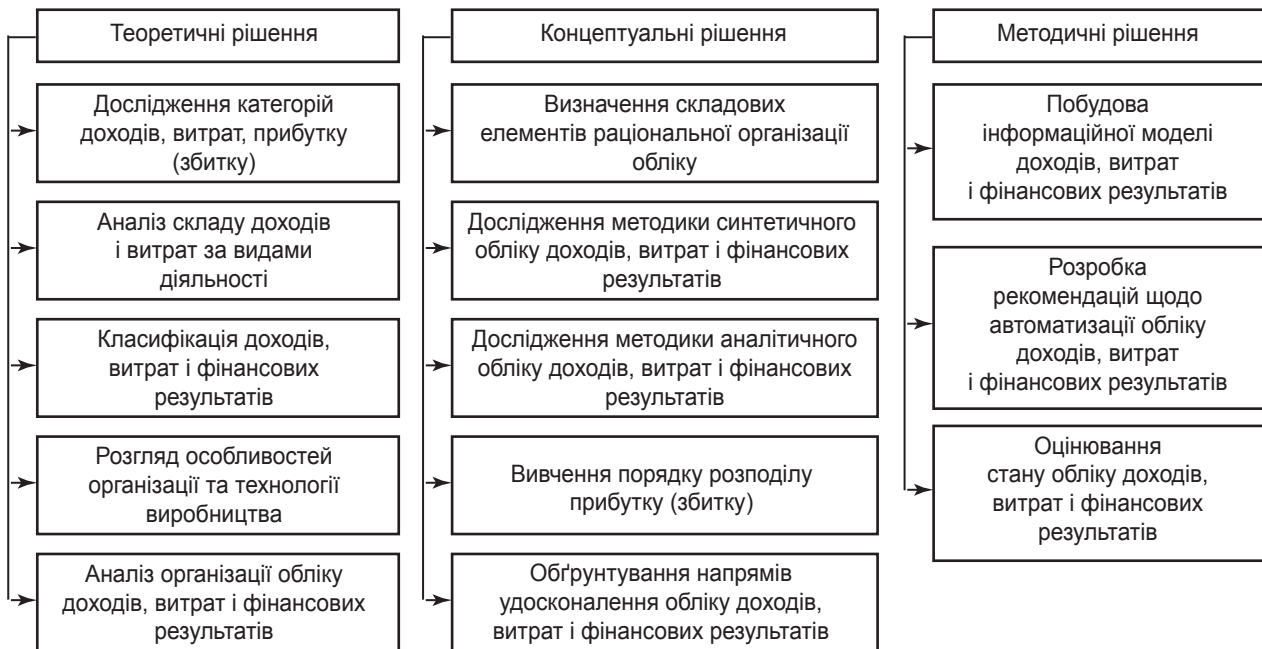 Теоретичні рішення
Дослідження категорій
доходів, витрат, прибутку
(збитку)
Аналіз складу доходів
і витрат за видами
діяльності
Класифікація доходів,
витрат і фінансових
результатів
Розгляд особливостей
організації та технології
виробництва
Аналіз організації обліку
доходів, витрат і фінансових
результатів
Концептуальні рішення
Визначення складових
елементів раціональної організації
обліку
Дослідження методики синтетичного
обліку доходів, витрат і фінансових
результатів
Дослідження методики аналітичного
обліку доходів, витрат і фінансових
результатів
Вивчення порядку розподілу
прибутку (збитку)
Обґрунтування напрямів
удосконалення обліку доходів,
витрат і фінансових результатів
Методичні рішення
Побудова
інформаційної моделі
доходів, витрат
і фінансових результатів
Розробка
рекомендацій щодо
автоматизації обліку
доходів, витрат
і фінансових результатів
Оцінювання
стану обліку доходів,
витрат і фінансових
результатів